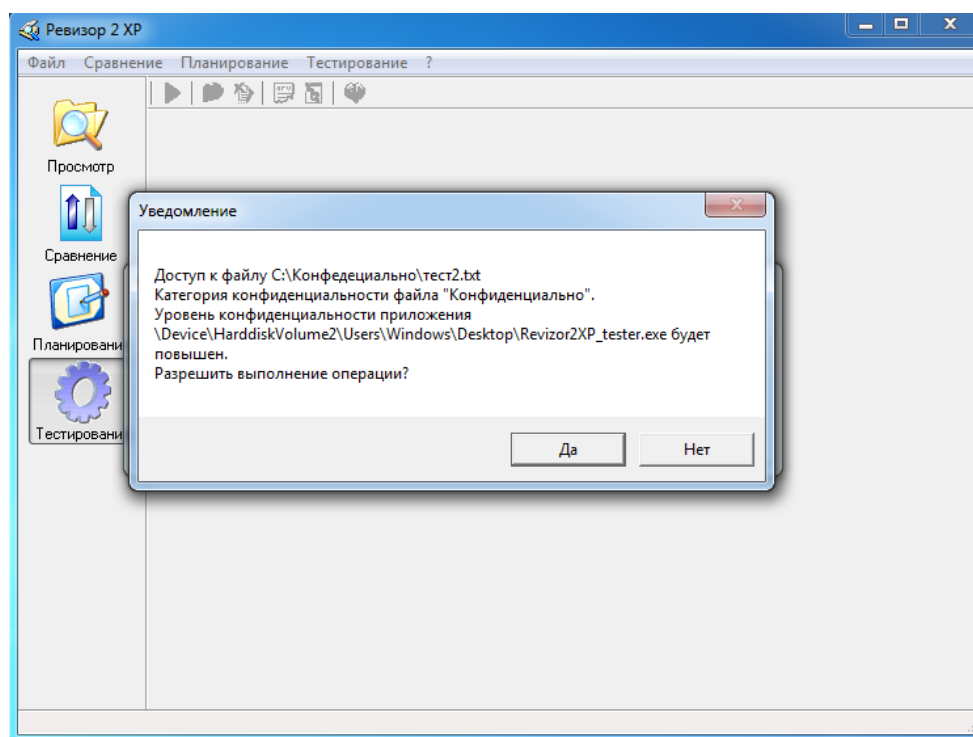 Ревизор 2 XP
Файл Сравнение Планирование Тестирование ?
Просмотр
Сравнение
Планировани
Тестировани
Уведомление
Доступ к файлу C:\Конфедециально\тест2.txt
Категория конфиденциальности файла "Конфиденциально".
Уровень конфиденциальности приложения
\Device\HarddiskVolume2\Users\Windows\Desktop\Revizor2XP_tester.exe будет
повышен.
Разрешить выполнение операции?
Да Нет